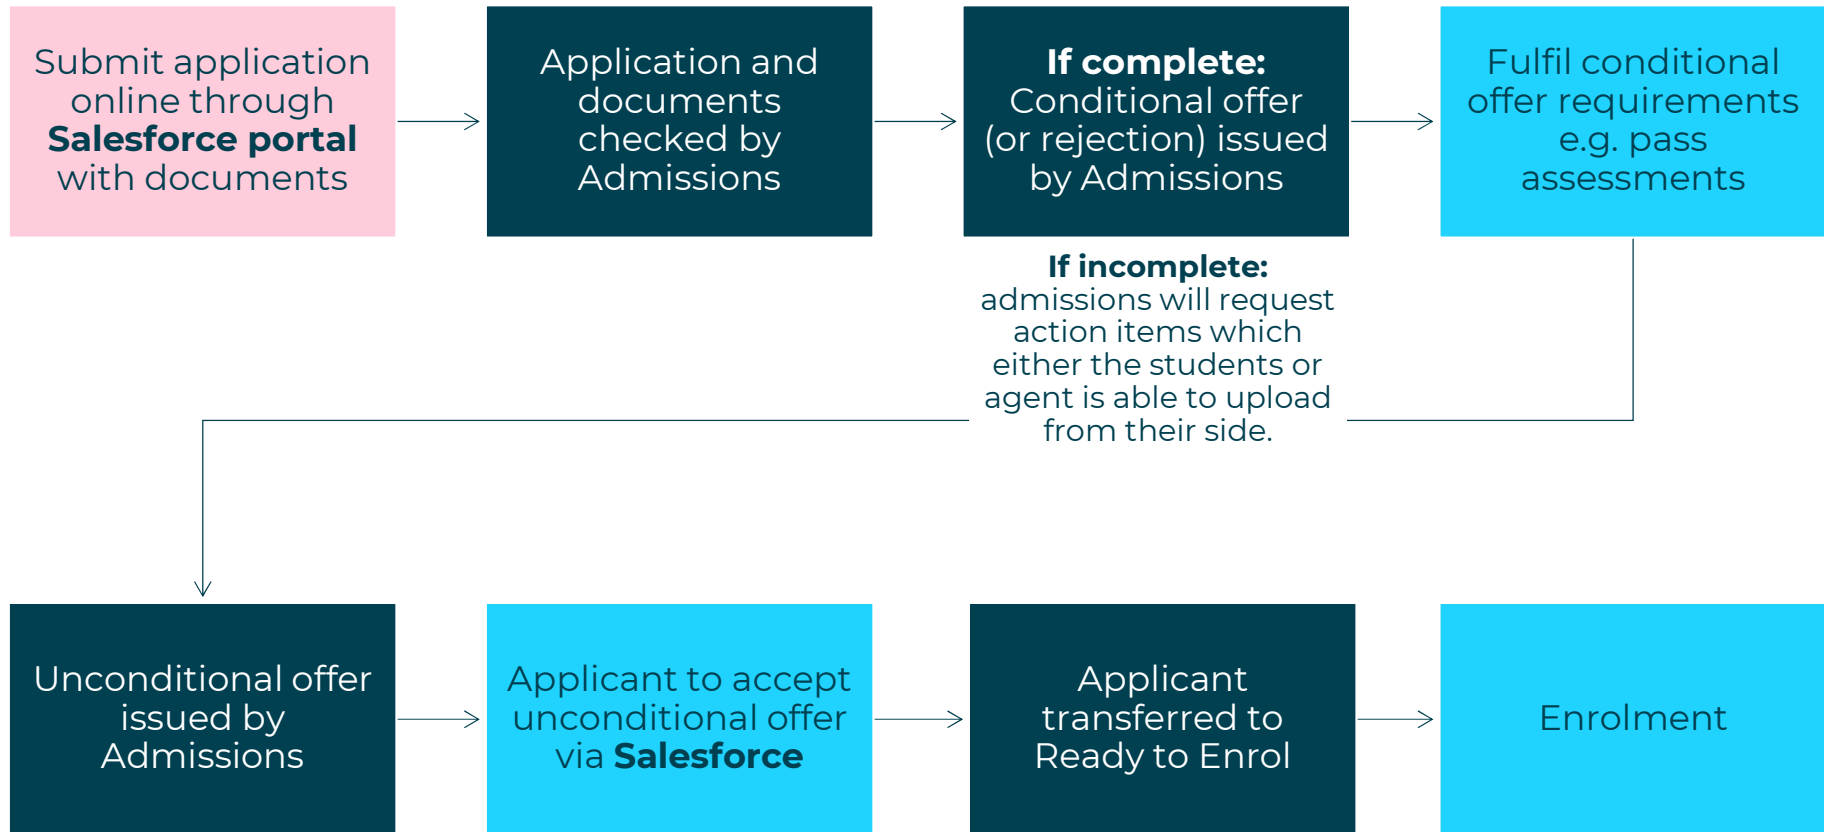 Submit application
online through
Salesforce portal
with documents
Application and
documents
checked by
Admissions
If complete:
Conditional offer
(or rejection) issued
by Admissions
Fulfil conditional
offer requirements
e.g. pass
assessments
If incomplete:
admissions will request
action items which
either the students or
agent is able to upload
from their side.
Unconditional offer
issued by
Admissions
Applicant to accept
unconditional offer
via Salesforce
Applicant
transferred to
Ready to Enrol
Enrolment